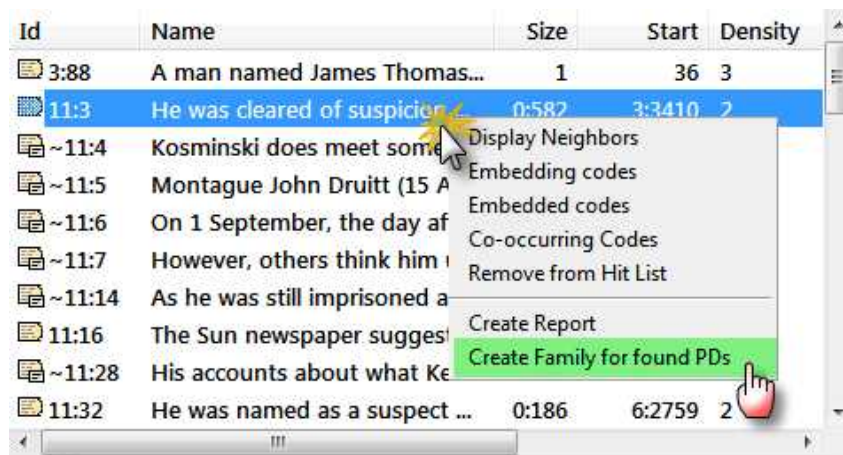 Id Name Size Start Density
3:88 A man named James Thomas... 1 36 3
11:3 He was cleared of suspicion ... 0:582 3:3410 2
~11:4 Kosminski does meet some
~11:5 Montague John Druitt (15 A
~11:6 On 1 September, the day af
~11:7 However, others think him
~11:14 As he was still imprisoned a
11:16 The Sun newspaper suggest
~11:28 His accounts about what Ke
11:32 He was named as a suspect ... 0:186 6:2759 2
Display Neighbors
Embedding codes
Embedded codes
Co-occurring Codes
Remove from Hit List
Create Report
Create Family for found PDs